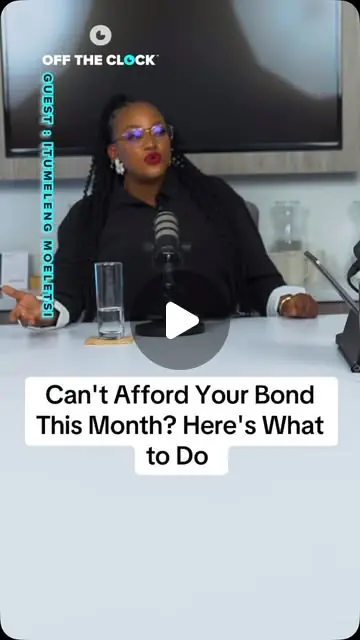 OFF THE CLOCK
GUEST : ITUMELENG MOELETSI
Can't Afford Your Bond
This Month? Here's What
to Do